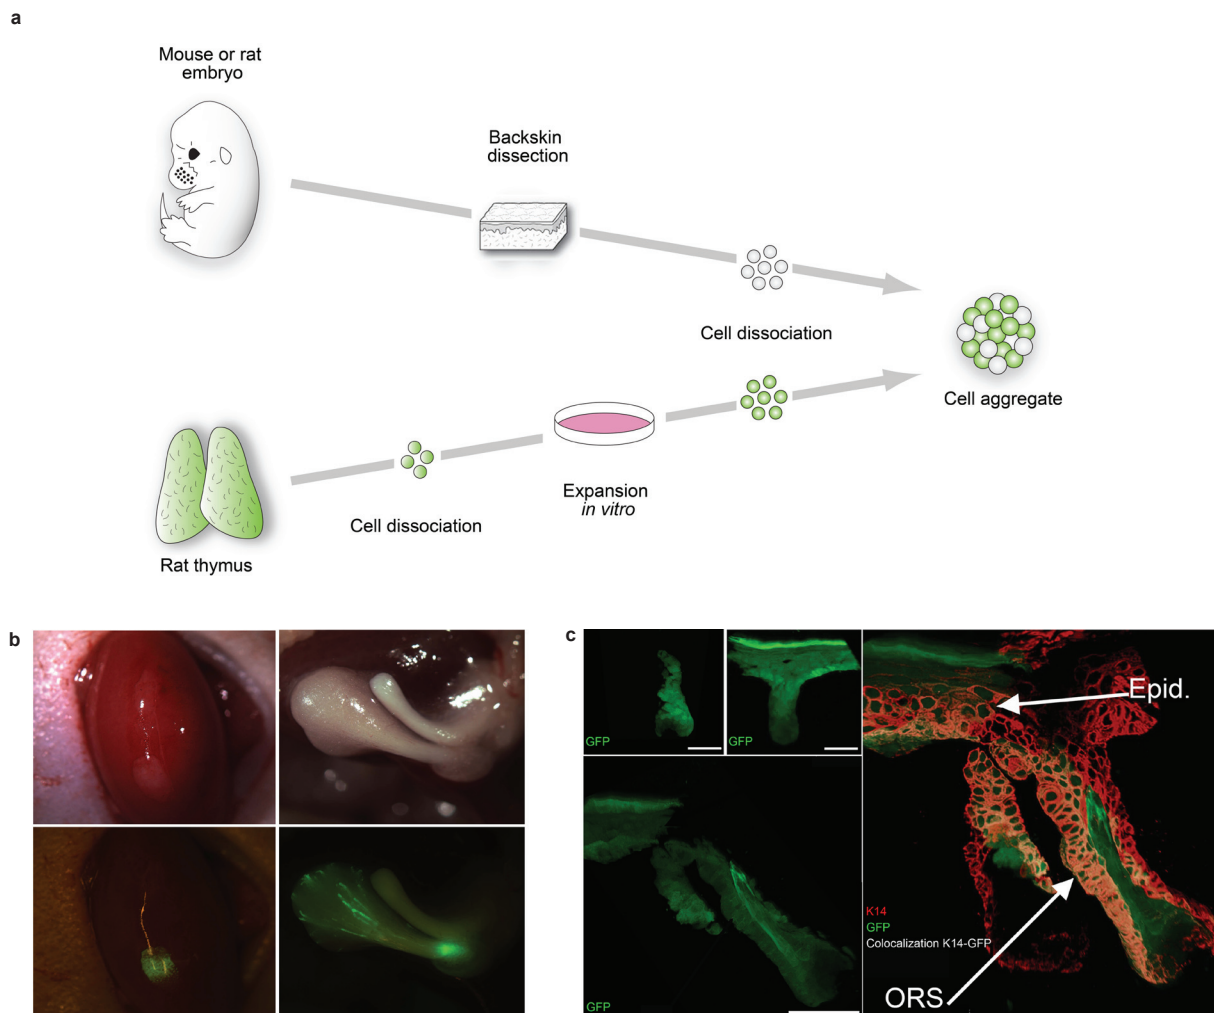 a
Mouse or rat
embryo
Backskin
dissection
Cell dissociation
Cell aggregate
Expansion
in vitro
Cell dissociation
Rat thymus
b
c
GFP
GFP
GFP
Epid.
K14
GFP
Colocalization K14-GFP
ORS